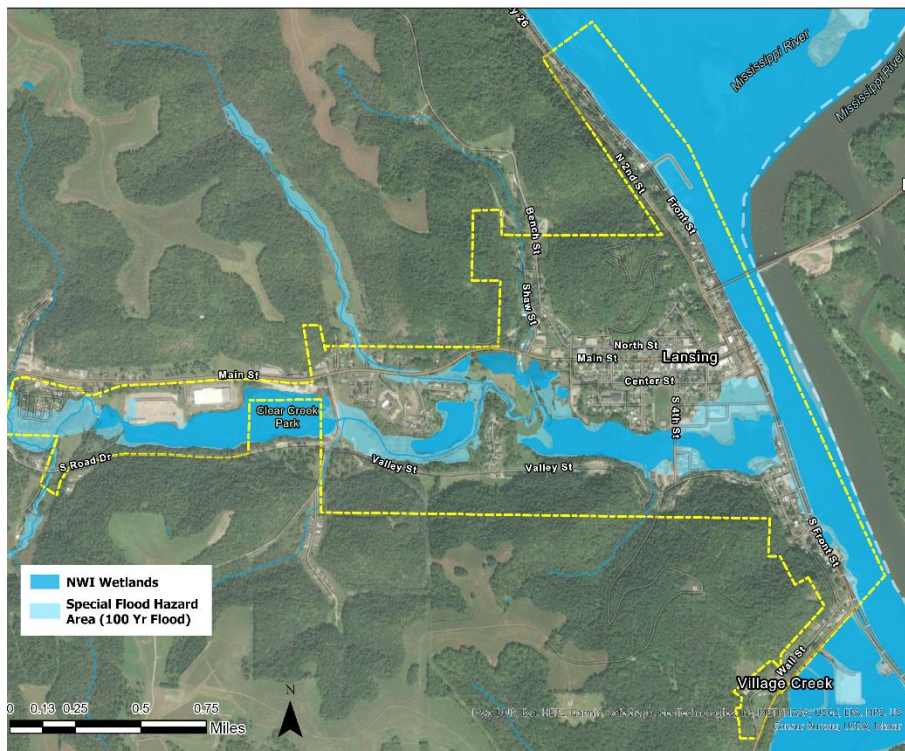 y 26
Mississippi River
Mississippi River
N 2nd St
Front St
Bench St
Shaw St
North St
Main St
Lansing
Center St
Main St
Clear Creek
Park
S 4th St
S Road Dr
Valley St
Valley St
S Front St
NWI Wetlands
Special Flood Hazard
Area (100 Yr Flood)
Wall St
Village Creek
N
0 0.13 0.25 0.5 0.75
Miles